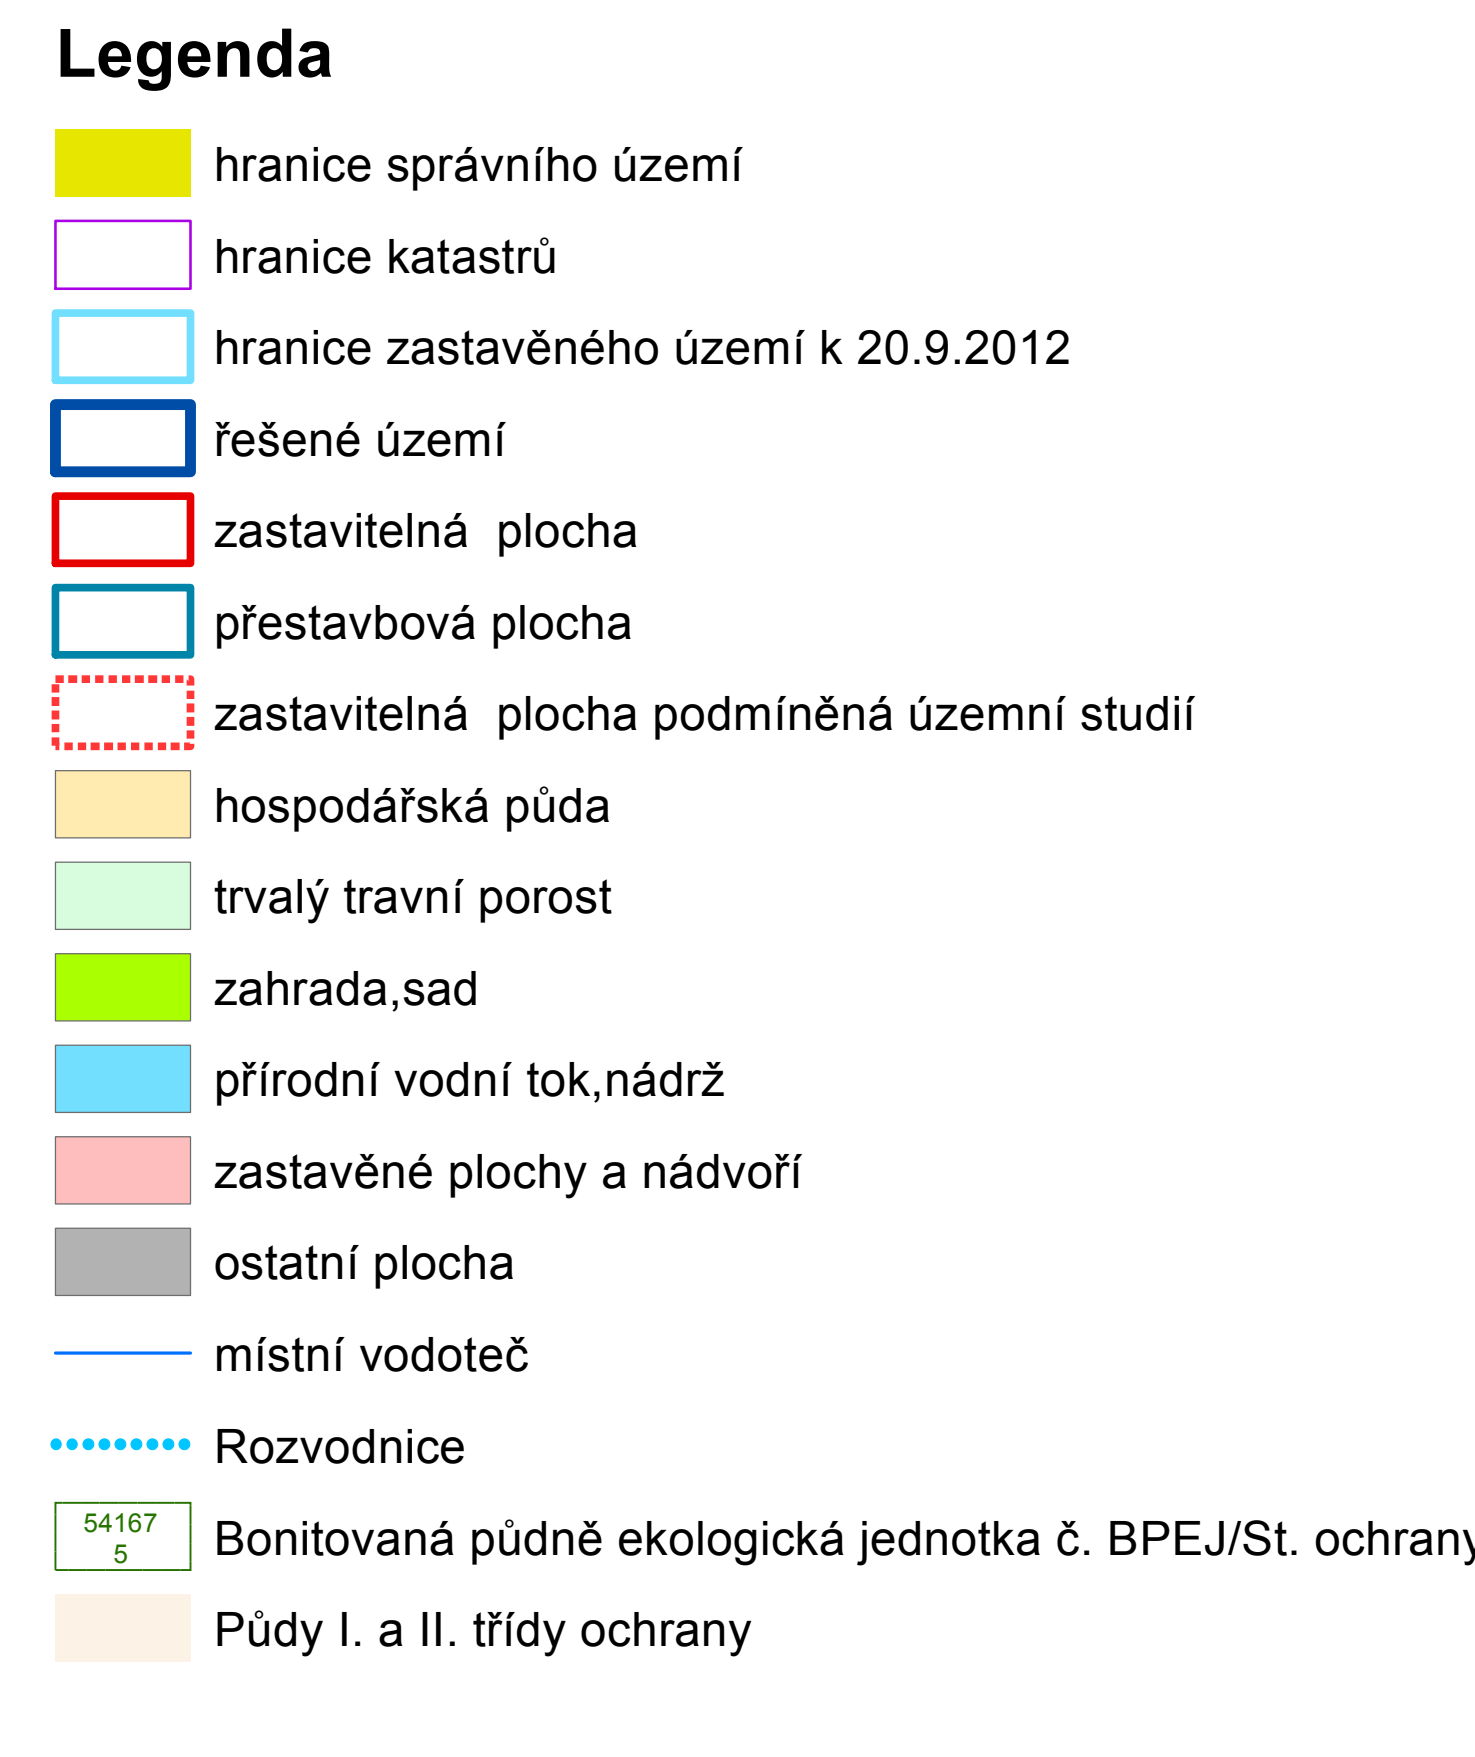 Legenda
hranice správního území
hranice katastrů
hranice zastavěného území k 20.9.2012
řešené území
zastavitelná  plocha
přestavbová plocha
zastavitelná  plocha podmíněná územní studií
hospodářská půda
trvalý travní porost
zahrada,sad
přírodní vodní tok,nádrž
zastavěné plochy a nádvoří
ostatní plocha
místní vodoteč
Rozvodnice
54167
5
Bonitovaná půdně ekologická jednotka č. BPEJ/St. ochrany
Půdy I. a II. třídy ochrany